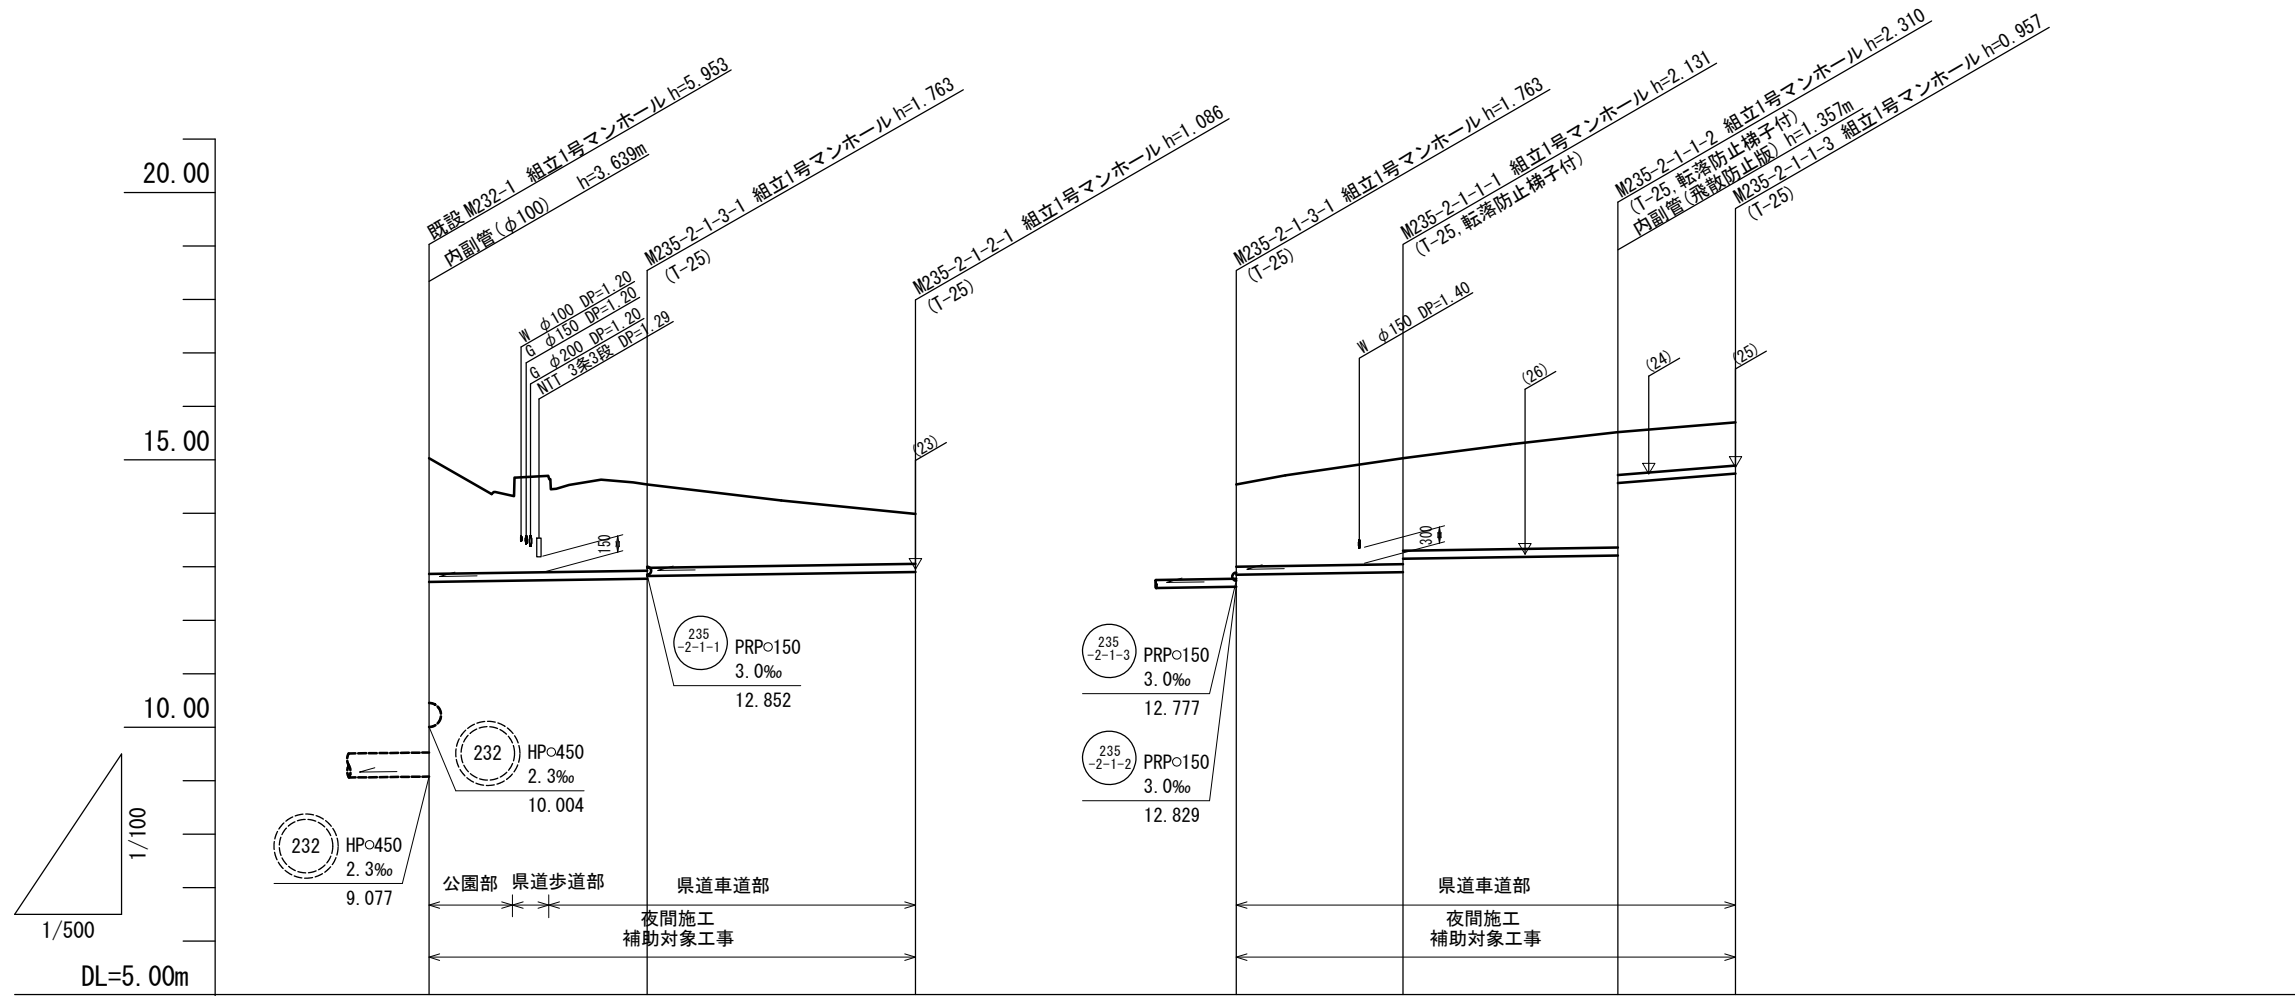 既設 M232-1 組立1号マンホール h=5.953
内副管(φ100) h=3.639m
W φ100 DP=1.20
G φ150 DP=1.20
G φ200 DP=1.20
NTT 3条3段 DP=1.29
M235-2-1-3-1 組立1号マンホール h=1.763
(T-25)
M235-2-1-2-1 組立1号マンホール h=1.086
(T-25)
(23)
M235-2-1-3-1 組立1号マンホール h=1.763
(T-25)
W φ150 DP=1.40
M235-2-1-1-1 組立1号マンホール h=2.131
(T-25,転落防止梯子付)
(26)
M235-2-1-1-2 組立1号マンホール h=2.310
(T-25,転落防止梯子付)
内副管(飛散防止版) h=1.357m
M235-2-1-1-3 組立1号マンホール h=0.957
(T-25)
(24)
(25)
20.00
15.00
10.00
DL=5.00m
1/100
1/500
150
300
235
-2-1-1
PRP○150
3.0‰
12.852
232
HP○450
2.3‰
10.004
232
HP○450
2.3‰
9.077
235
-2-1-3
PRP○150
3.0‰
12.777
235
-2-1-2
PRP○150
3.0‰
12.829
公園部
県道歩道部
県道車道部
夜間施工
補助対象工事
県道車道部
夜間施工
補助対象工事